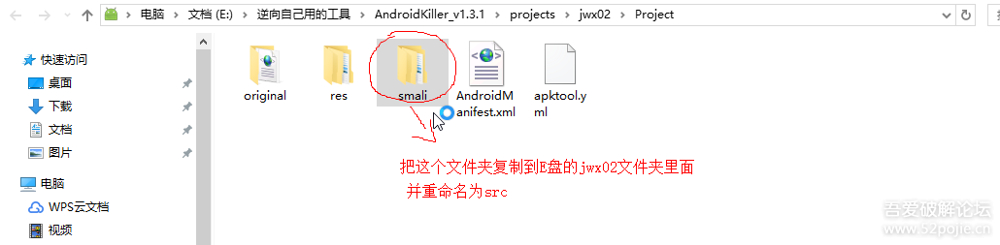 电脑 > 文档 (E:) > 逆向自己用的工具 > AndroidKiller_v1.3.1 > projects > jwx02 > Project
快速访问
桌面
下载
文档
图片
电脑
WPS云文档
视频
original
res
smali
AndroidM
anifest.xml
apktool.y
ml
把这个文件夹复制到E盘的jwx02文件夹里面
并重命名为src
吾爱破解论坛
www.52pojie.cn